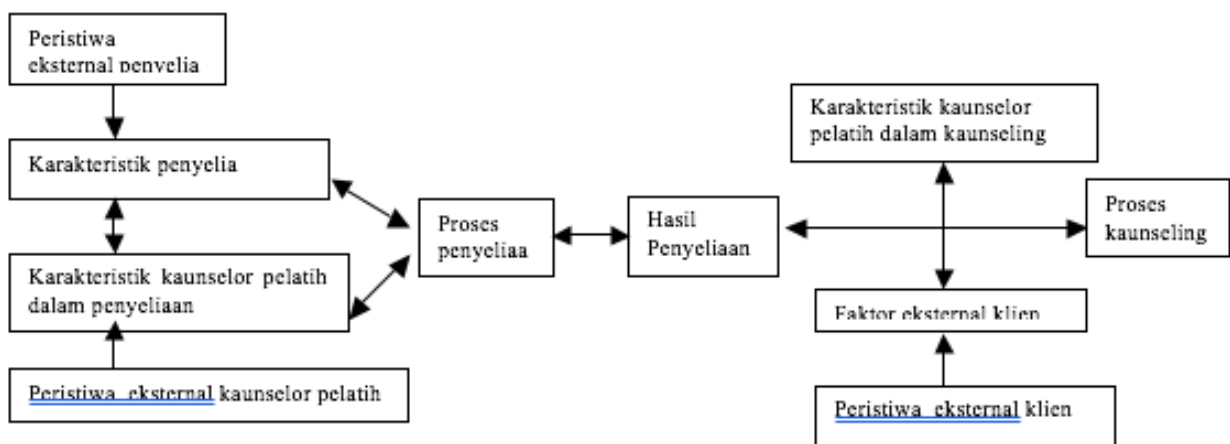 Peristiwa
eksternal penyelia
Karakteristik penyelia
Karakteristik kaunselor pelatih
dalam penyeliaan
Peristiwa eksternal kaunselor pelatih
Proses
penyeliaa
Hasil
Penyeliaan
Karakteristik kaunselor
pelatih dalam kaunseling
Proses
kaunseling
Faktor eksternal klien
Peristiwa eksternal klien